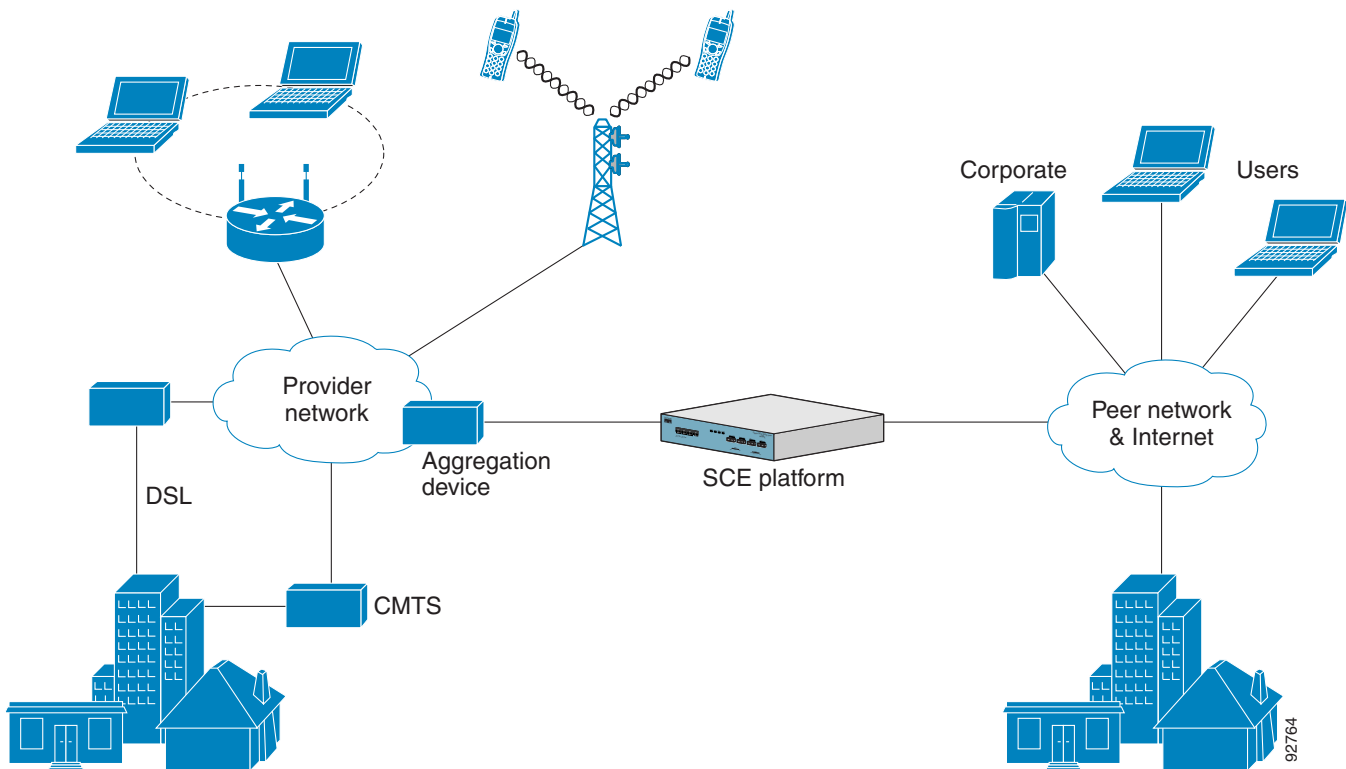 Corporate
Users
Provider
network
Peer network
& Internet
Aggregation
device
SCE platform
DSL
CMTS
92764